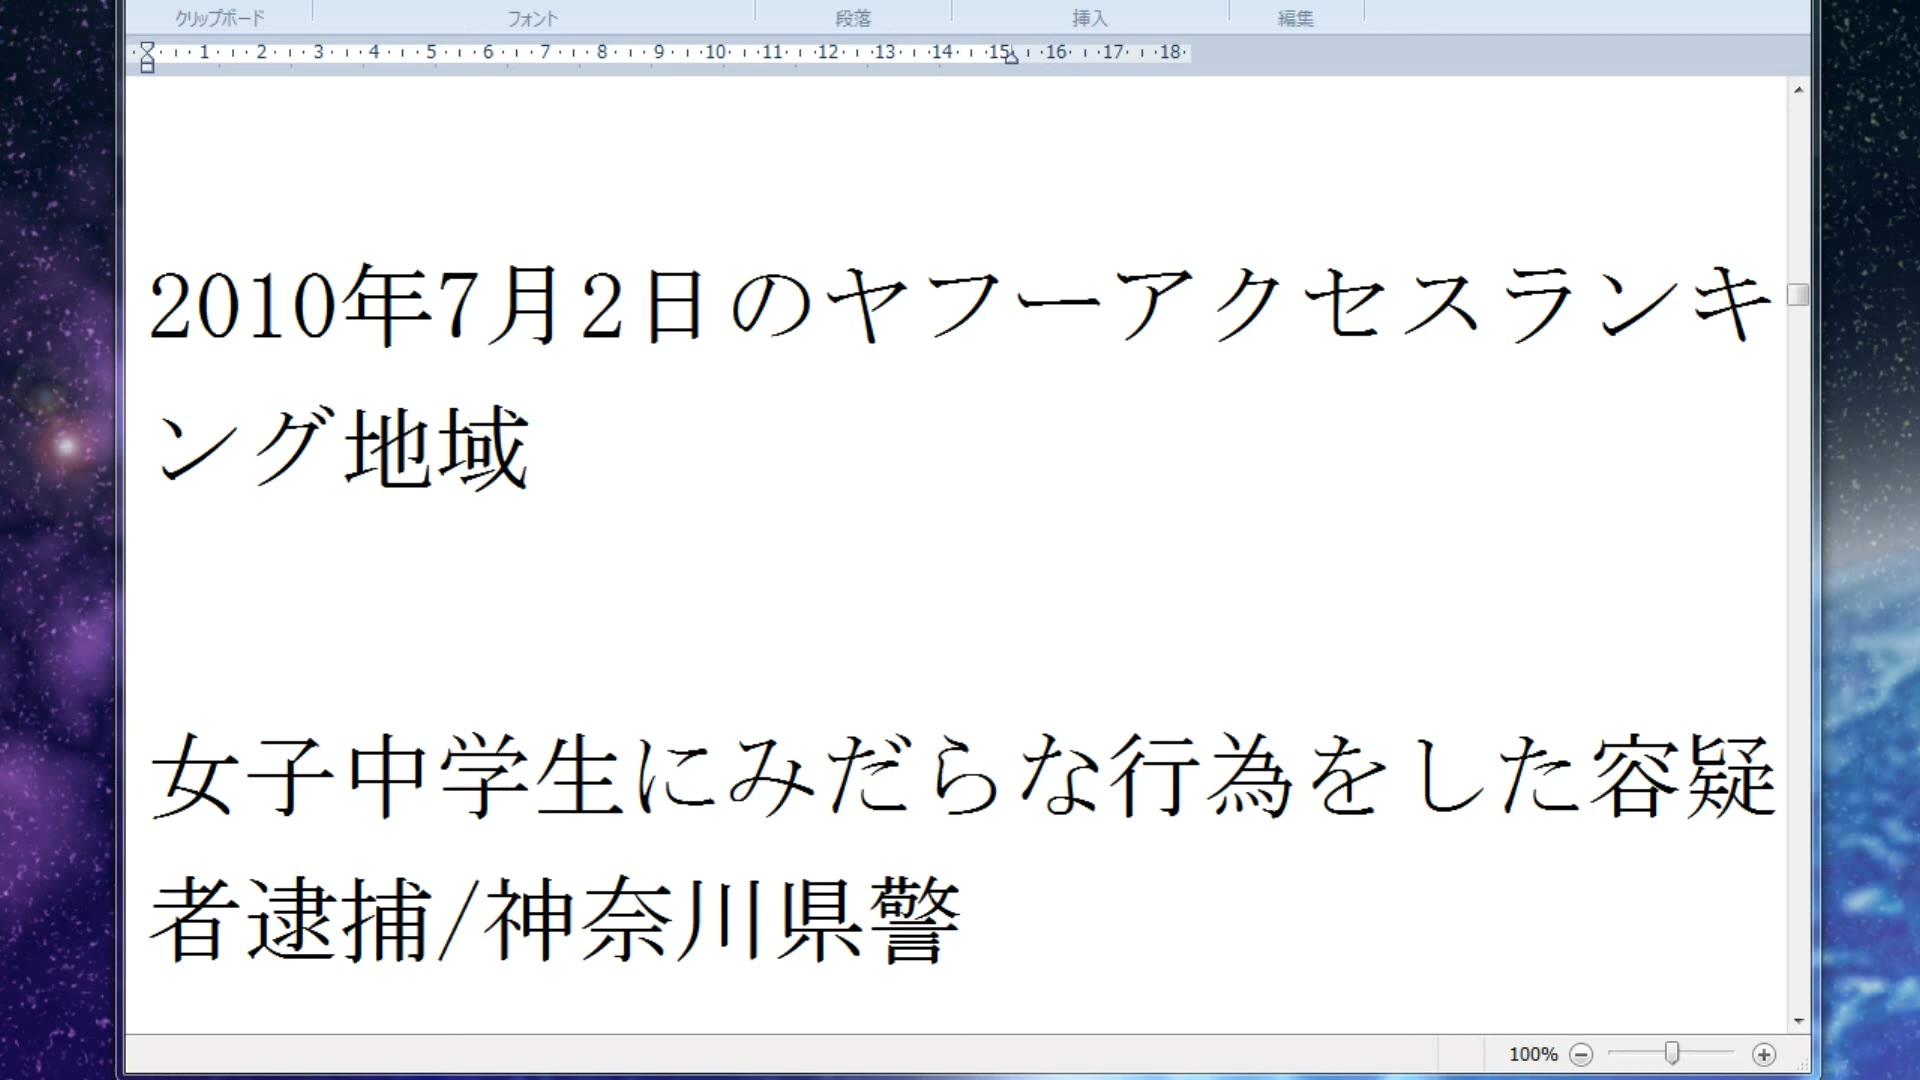 クリップボード フォント 段落 挿入 編集
1 2 3 4 5 6 7 8 9 10 11 12 13 14 15 16 17 18
2010年7月2日のヤフーアクセスランキ
ング地域
女子中学生にみだらな行為をした容疑
者逮捕/神奈川県警
100%